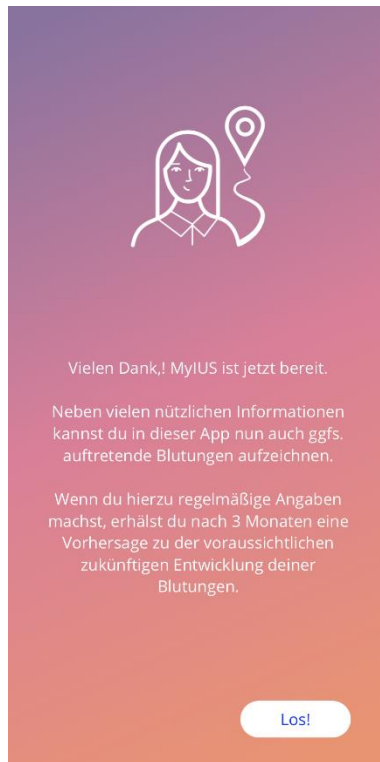 Vielen Dank,! MyIUS ist jetzt bereit.
Neben vielen nützlichen Informationen
kannst du in dieser App nun auch ggfs.
auftretende Blutungen aufzeichnen.
Wenn du hierzu regelmäßige Angaben
machst, erhälst du nach 3 Monaten eine
Vorhersage zu der voraussichtlichen
zukünftigen Entwicklung deiner
Blutungen.
Los!